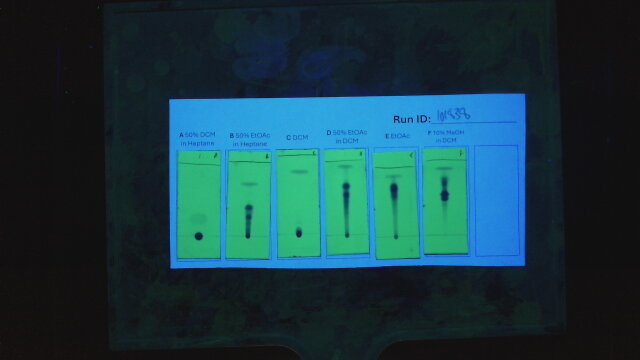 Run ID:
A 50% DCM
in Heptane
B 50% EtOAc
in Heptane
C DCM
D 50% EtOAc
in DCM
E EtOAc
F 10% MeOH
in DCM